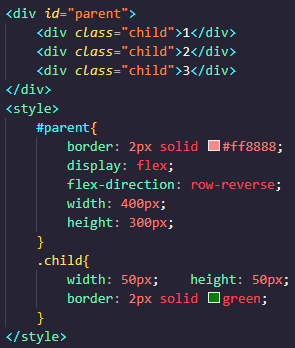 <div id="parent">
    <div class="child">1</div>
    <div class="child">2</div>
    <div class="child">3</div>
</div>
<style>
    #parent{
        border: 2px solid #ff8888;
        display: flex;
        flex-direction: row-reverse;
        width: 400px;
        height: 300px;
    }
    .child{
        width: 50px;    height: 50px;
        border: 2px solid green;
    }
</style>